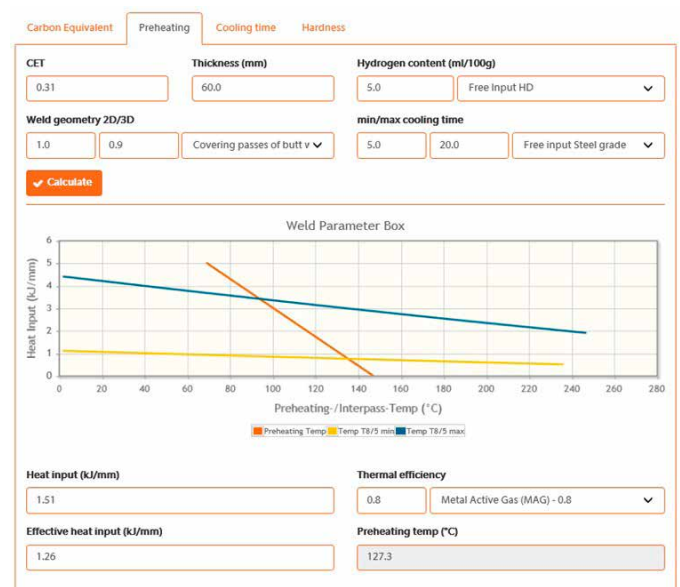 Carbon Equivalent Preheating Cooling time Hardness
CET Thickness (mm) Hydrogen content (ml/100g)
0.31 60.0 5.0 Free Input HD
Weld geometry 2D/3D min/max cooling time
1.0 0.9 Covering passes of butt v 5.0 20.0 Free input Steel grade
Calculate
Weld Parameter Box
6
5
4
3
2
1
0
Heat Input (kJ/mm)
0 20 40 60 80 100 120 140 160 180 200 220 240 260 280
Preheating-/Interpass-Temp (°C)
Preheating Temp Temp T8/5 min Temp T8/5 max
Heat input (kJ/mm) Thermal efficiency
1.51 0.8 Metal Active Gas (MAG) - 0.8
Effective heat input (kJ/mm) Preheating temp (°C)
1.26 127.3